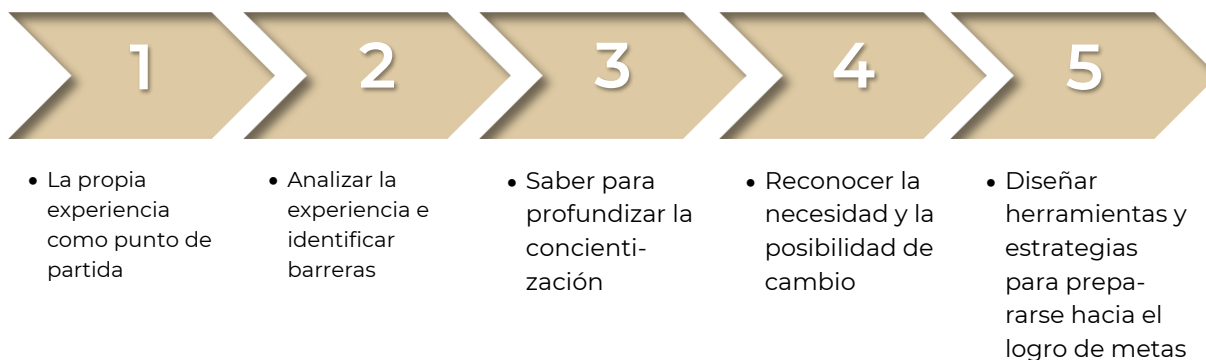 1
2
3
4
5
• La propia
experiencia
como punto de
partida
• Analizar la
experiencia e
identificar
barreras
• Saber para
profundizar la
concienti-
zación
• Reconocer la
necesidad y la
posibilidad de
cambio
• Diseñar
herramientas y
estrategias
para prepa-
rarse hacia el
logro de metas